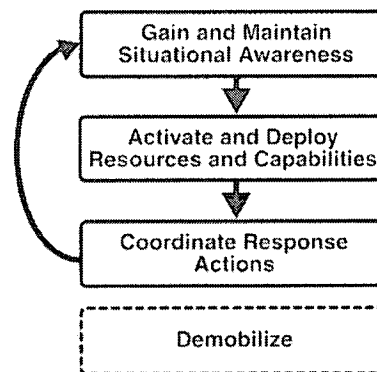 Gain and Maintain
Situational Awareness
Activate and Deploy
Resources and Capabilities
Coordinate Response
Actions
Demobilize